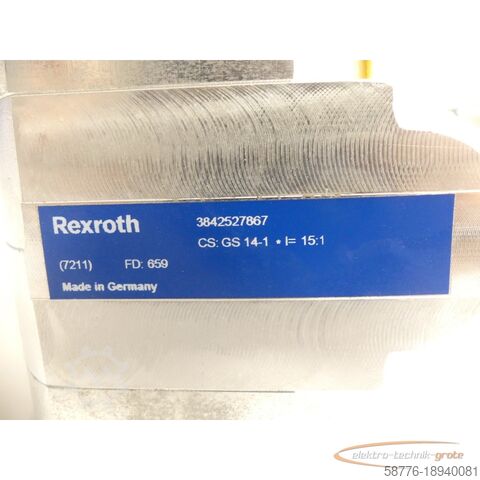 Rexroth
3842527867
CS: GS 14-1 * I= 15:1
(7211) FD: 659
Made in Germany
elektro-technik-grote
58776-18940081